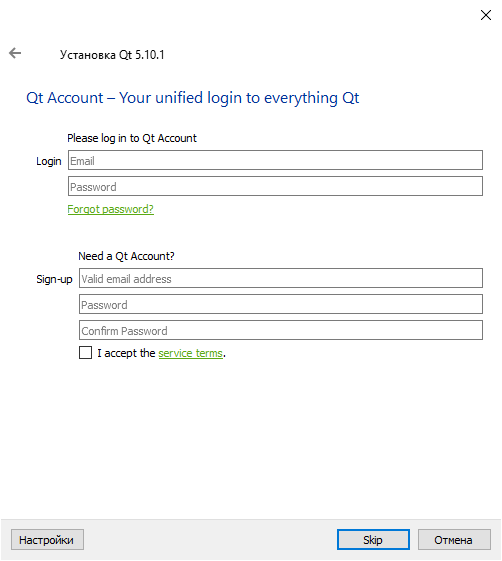 Установка Qt 5.10.1
Qt Account – Your unified login to everything Qt
Please log in to Qt Account
Login Email
Password
Forgot password?
Need a Qt Account?
Sign-up Valid email address
Password
Confirm Password
I accept the service terms.
Настройки Skip Отмена